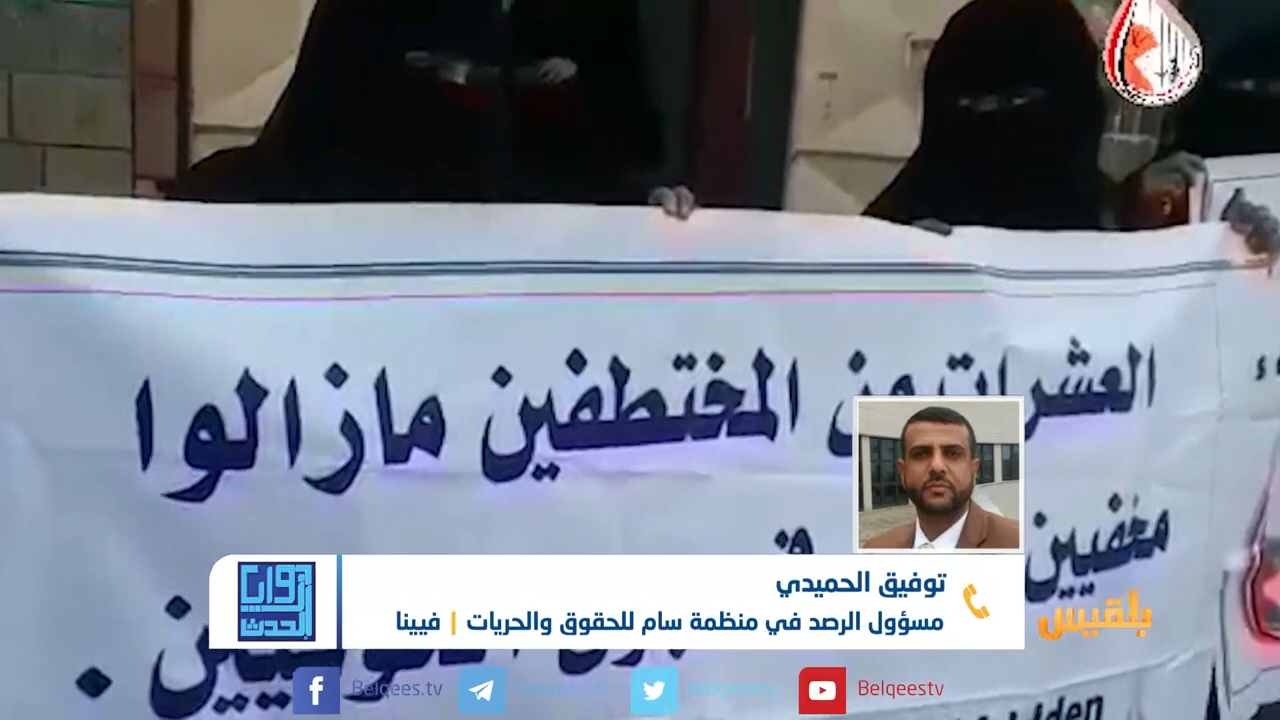 العشرات من المختطفين مازالوا
مخفيين
توفيق الحميدي
مسؤول الرصد في منظمة سام للحقوق والحريات | فيينا
بلقيس
زوايا الحدث
Belqees.tv
Belqeestv
Belqeestv